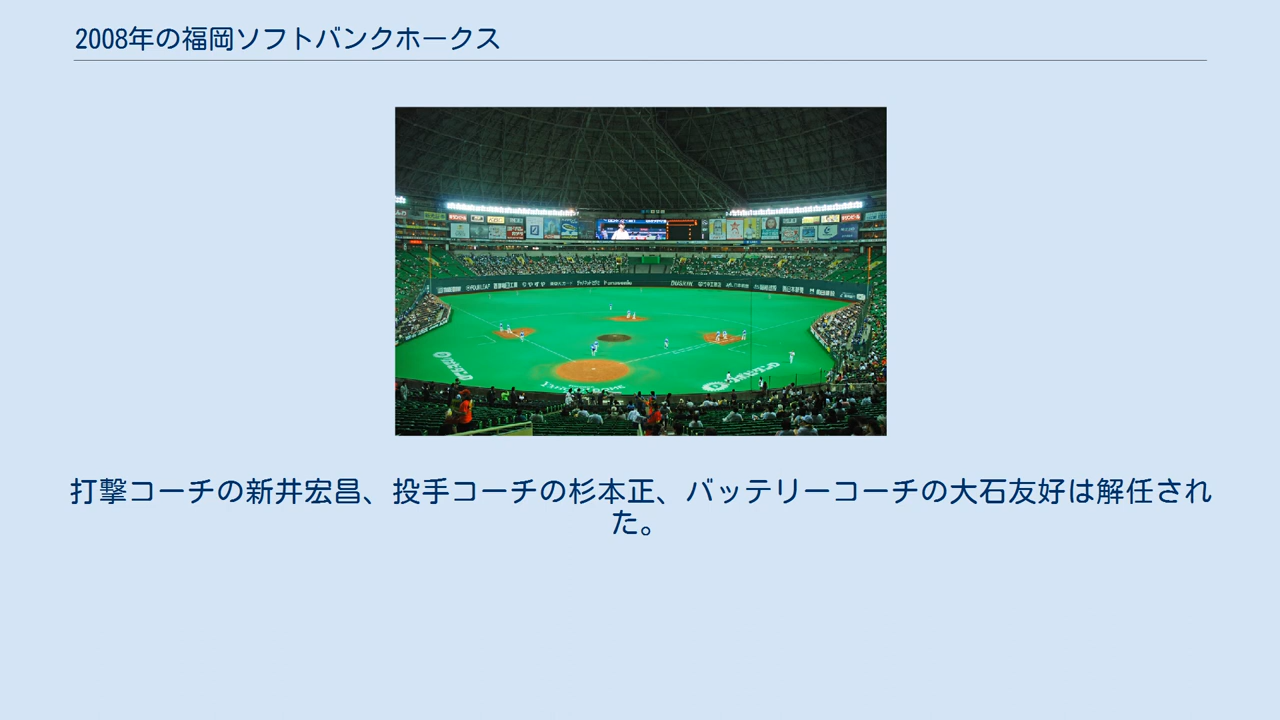 2008年の福岡ソフトバンクホークス
打撃コーチの新井宏昌、投手コーチの杉本正、バッテリーコーチの大石友好は解任され
た。